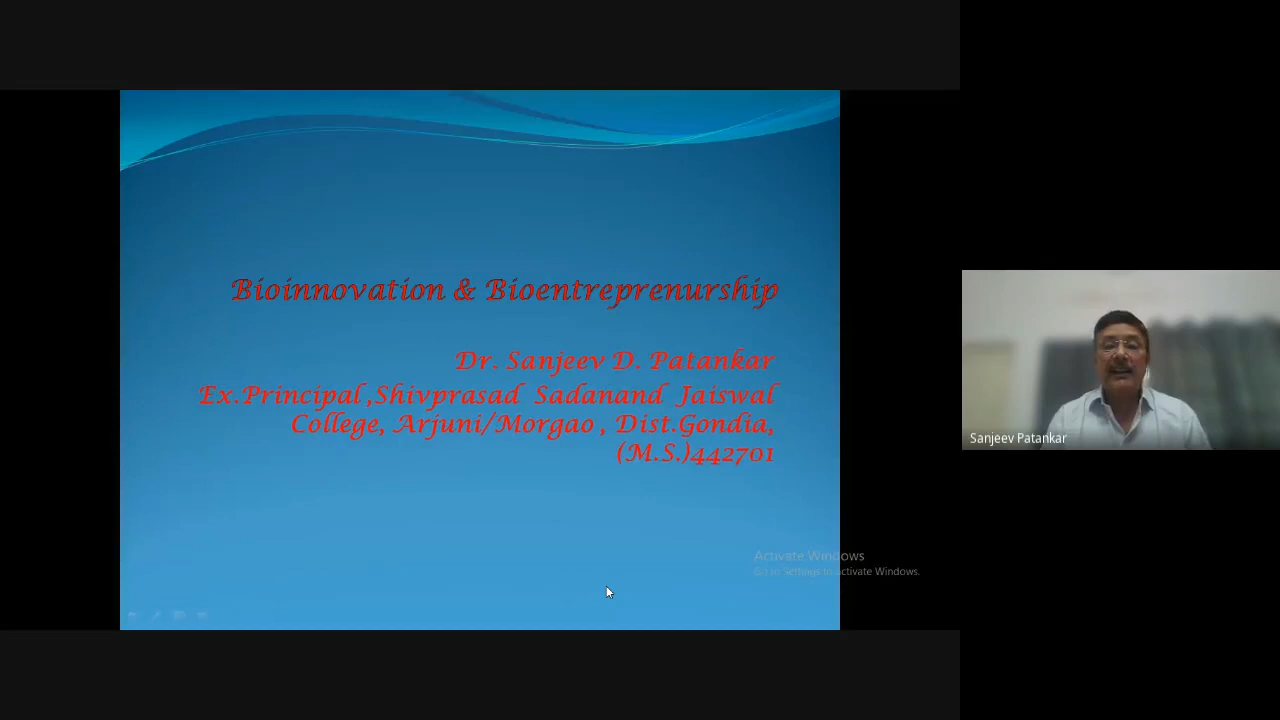 Bioinnovation & Bioentreprenurship
Dr. Sanjeev D. Patankar
Ex.Principal ,Shivprasad Sadanand Jaiswal
College, Arjuni/Morgao , Dist.Gondia,
(M.S.)442701
Sanjeev Patankar
Activate Windows
Go to Settings to activate Windows.